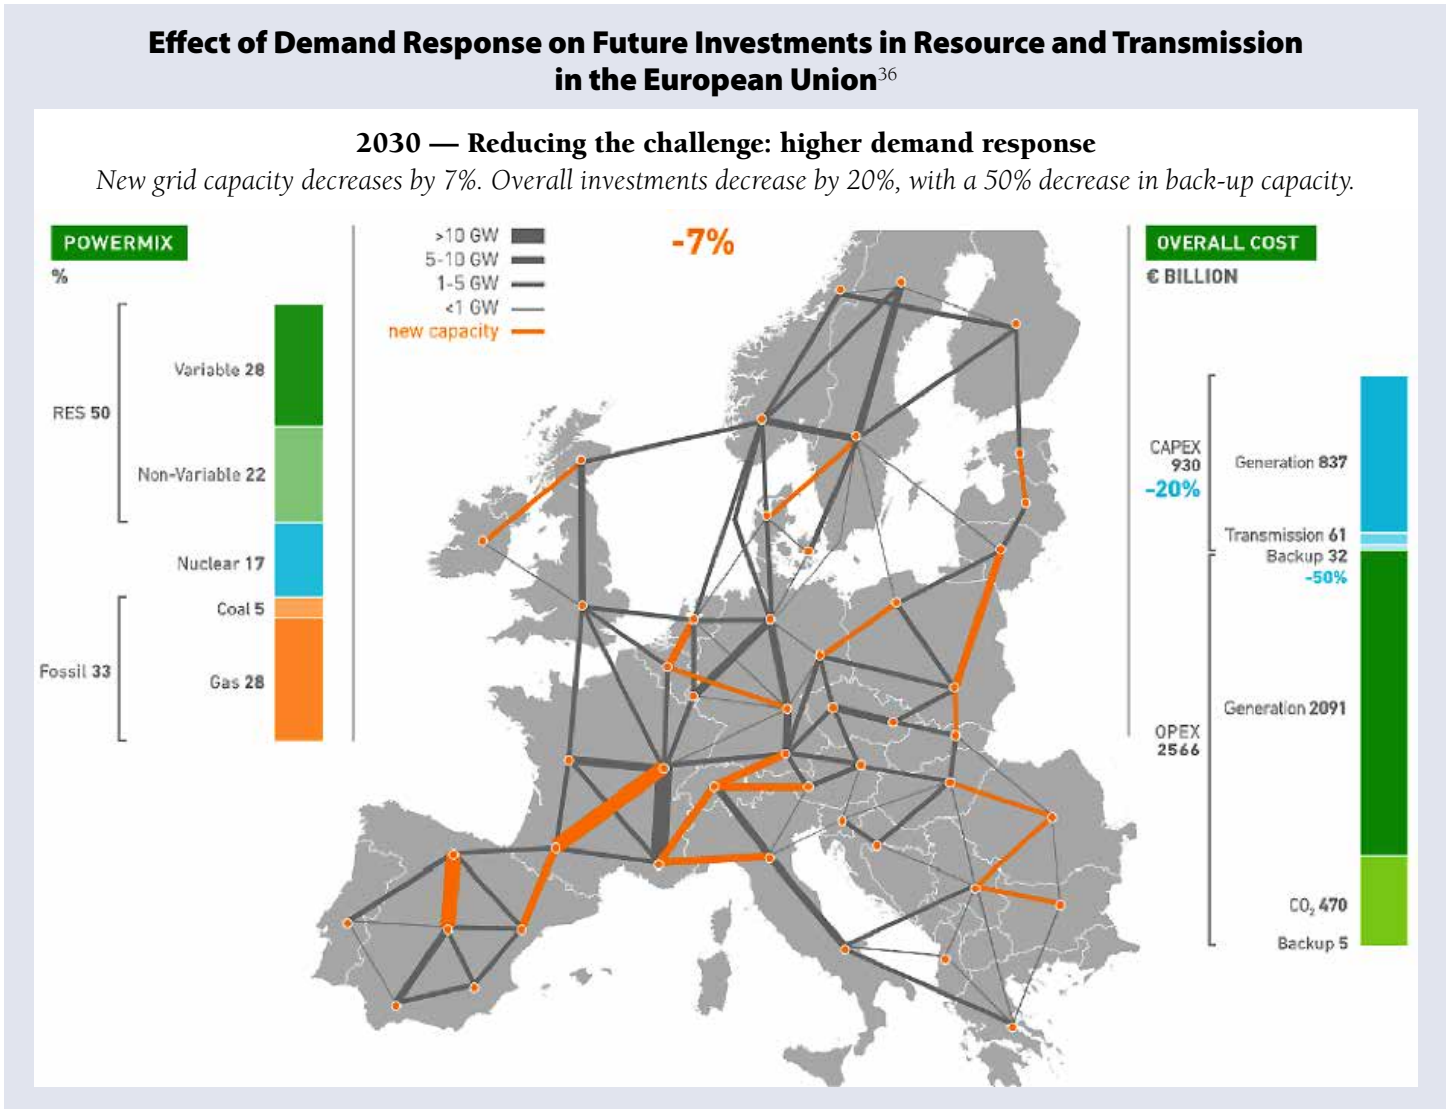 Effect of Demand Response on Future Investments in Resource and Transmission
in the European Union36
2030 — Reducing the challenge: higher demand response
New grid capacity decreases by 7%. Overall investments decrease by 20%, with a 50% decrease in back-up capacity.
POWERMIX
%
RES 50
Variable 28
Non-Variable 22
Nuclear 17
Coal 5
Fossil 33
Gas 28
>10 GW
5-10 GW
1-5 GW
<1 GW
new capacity
-7%
OVERALL COST
€ BILLION
CAPEX
930
-20%
Generation 837
Transmission 61
Backup 32
-50%
OPEX
2566
Generation 2091
CO2 470
Backup 5